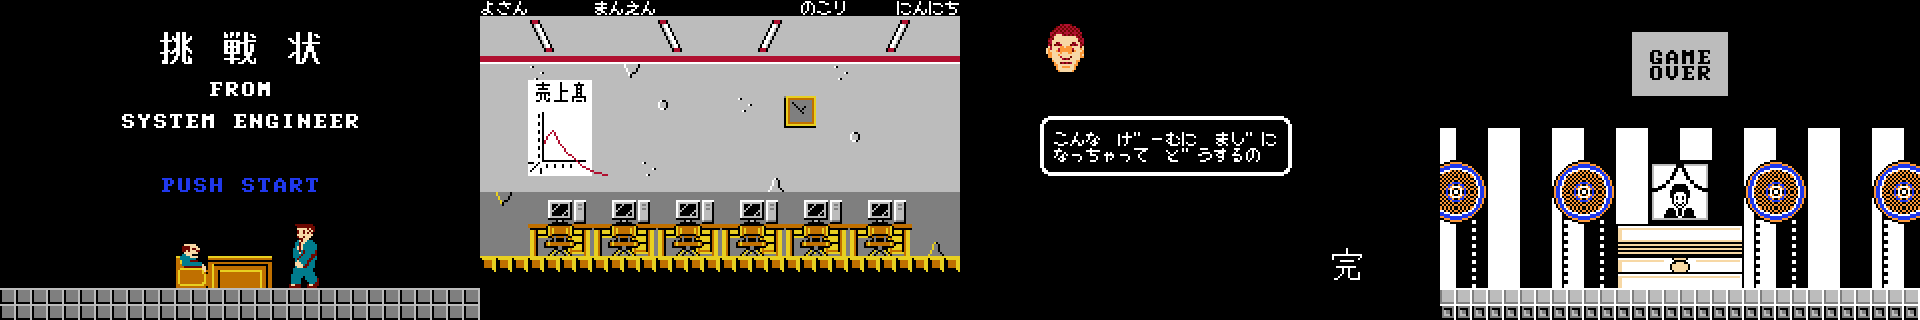 挑戦状
FROM
SYSTEM ENGINEER
PUSH START
よさん まんえん のこり にんにち
売上高
こんな げーむに まじに
なっちゃって どうするの
完
GAME
OVER